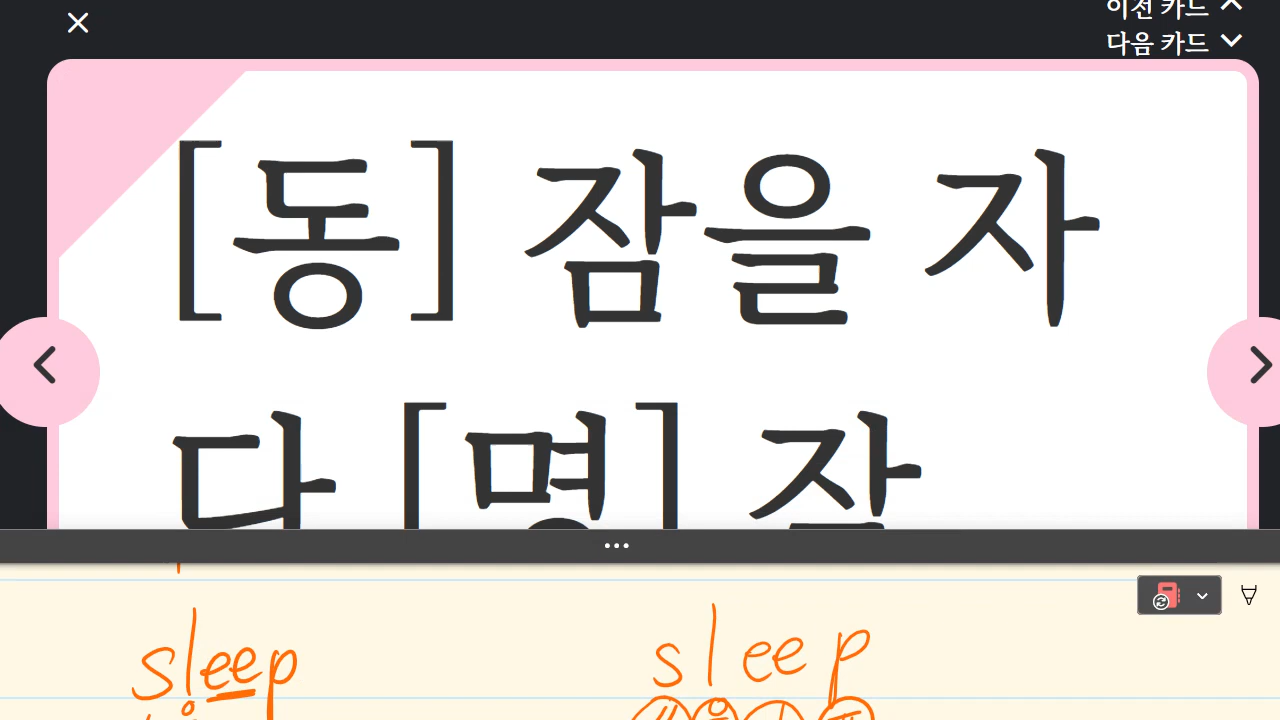 이전 카드
다음 카드
[동] 잠을 자
다 [명] 잠
sleep sleep